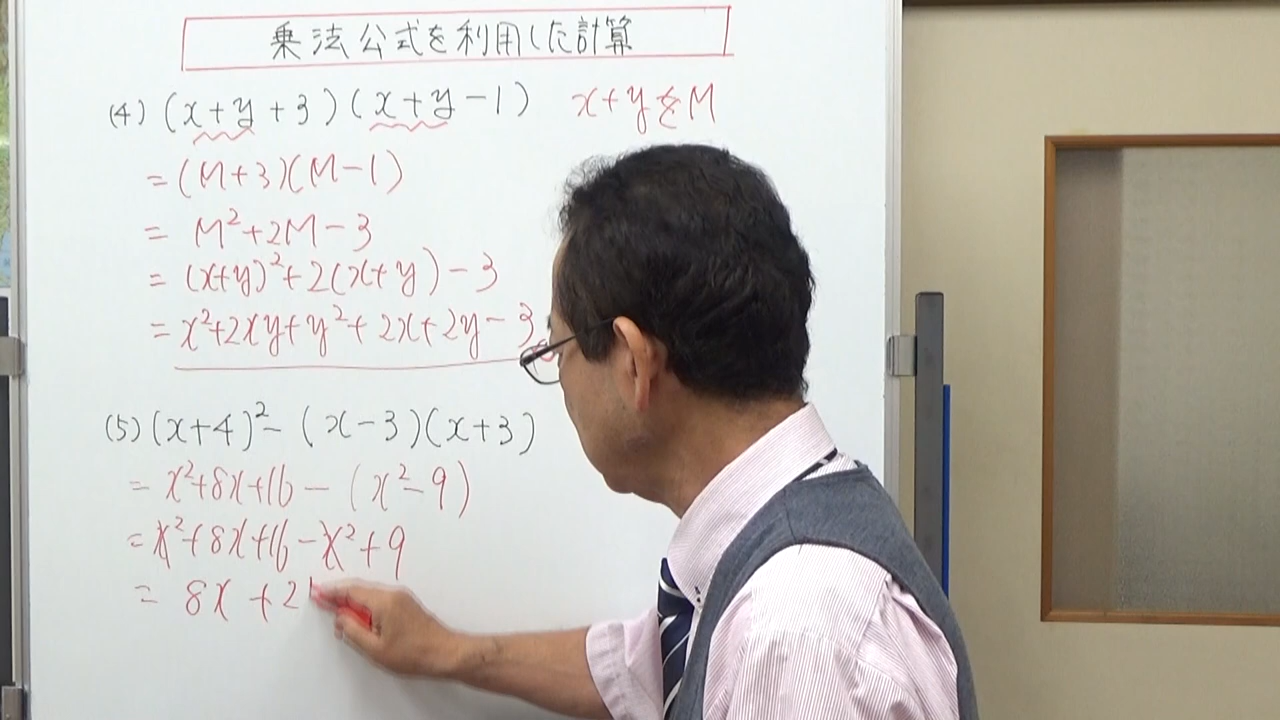 乗法公式を利用した計算
(4) (x+y+3)(x+y-1) x+yをM
=(M+3)(M-1)
= M²+2M-3
= (x+y)²+2(x+y)-3
= x²+2xy+y²+2x+2y-3
(5) (x+4)²-(x-3)(x+3)
= x²+8x+16-(x²-9)
= x²+8x+16-x²+9
= 8x+2